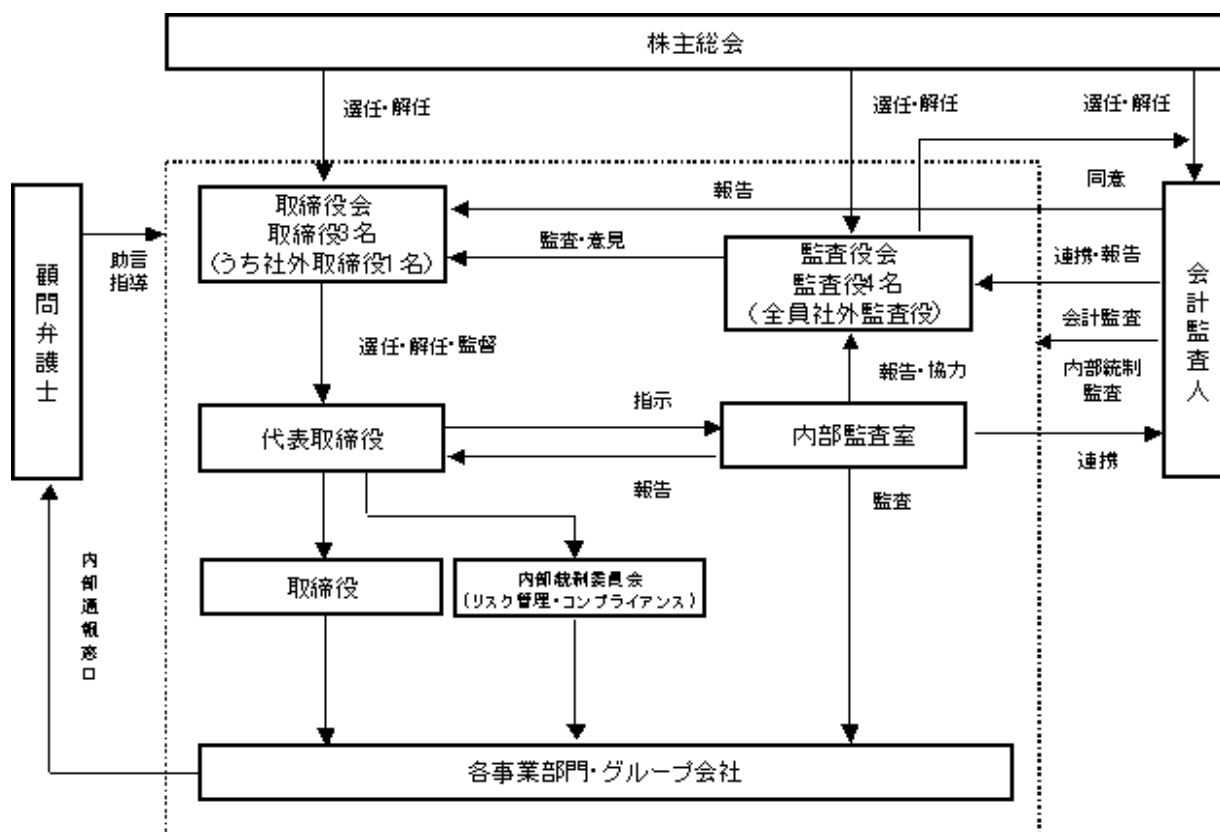 株主総会
選任・解任
選任・解任
選任・解任
同意
取締役会
取締役3名
(うち社外取締役1名)
報告
監査・意見
監査役会
監査役4名
(全員社外監査役)
連携・報告
会計監査
内部統制
監査
会計監査人
顧問弁護士
助言
指導
選任・解任・監督
報告・協力
代表取締役
指示
報告
内部監査室
連携
監査
取締役
内部統制委員会
(リスク管理・コンプライアンス)
内部通報窓口
各事業部門・グループ会社